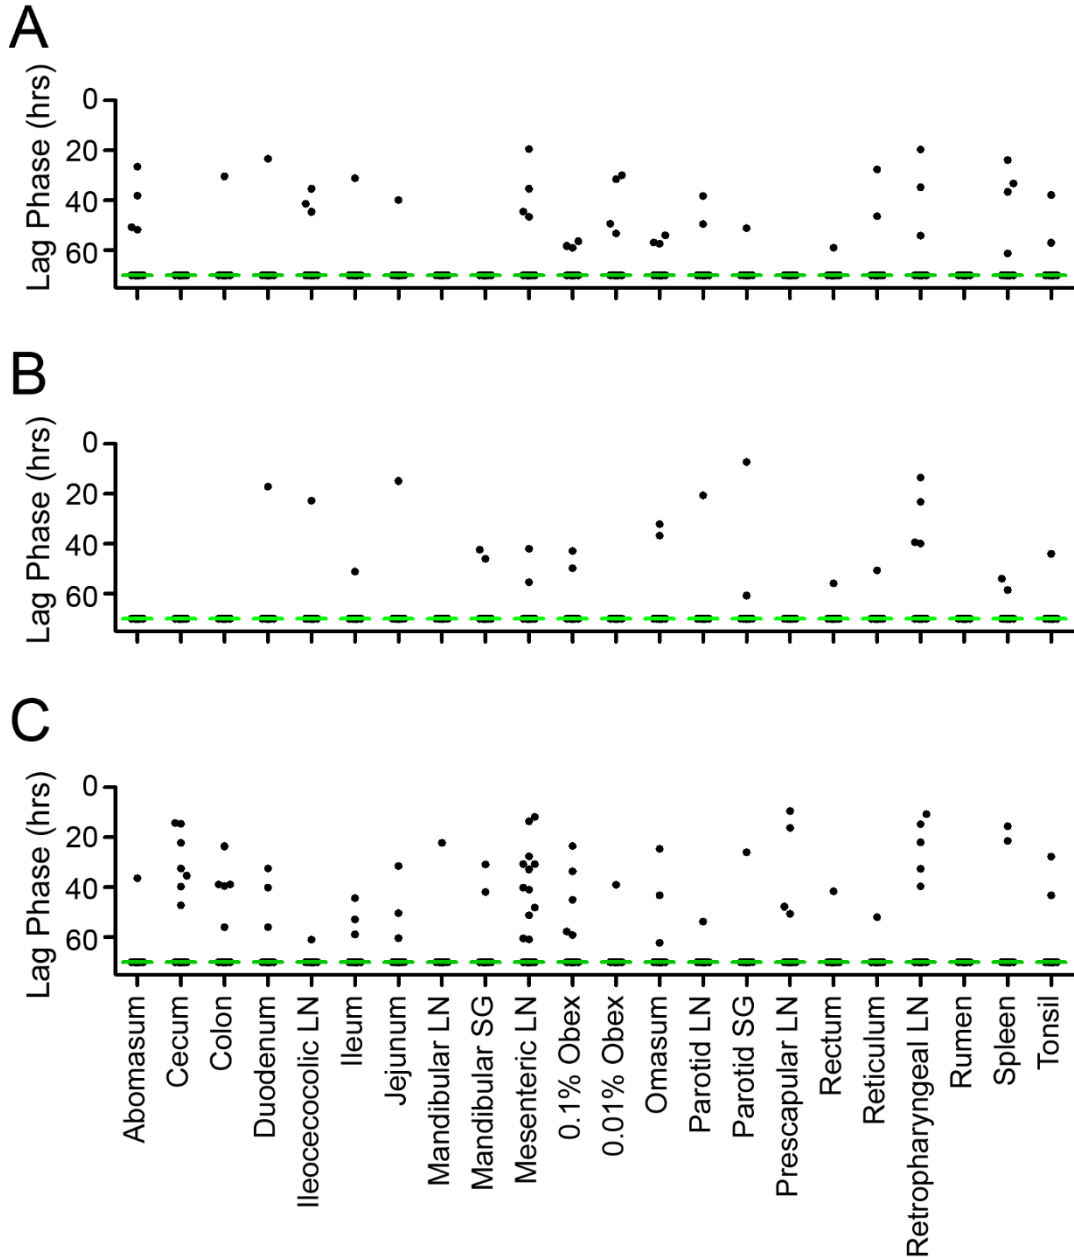 A
Lag Phase (hrs)
0
20
40
60
B
Lag Phase (hrs)
0
20
40
60
C
Lag Phase (hrs)
0
20
40
60
Abomasum
Cecum
Colon
Duodenum
Ileocecocolic LN
Ileum
Jejunum
Mandibular LN
Mandibular SG
Mesenteric LN
0.1% Obex
0.01% Obex
Omasum
Parotid LN
Parotid SG
Prescapular LN
Rectum
Reticulum
Retropharyngeal LN
Rumen
Spleen
Tonsil